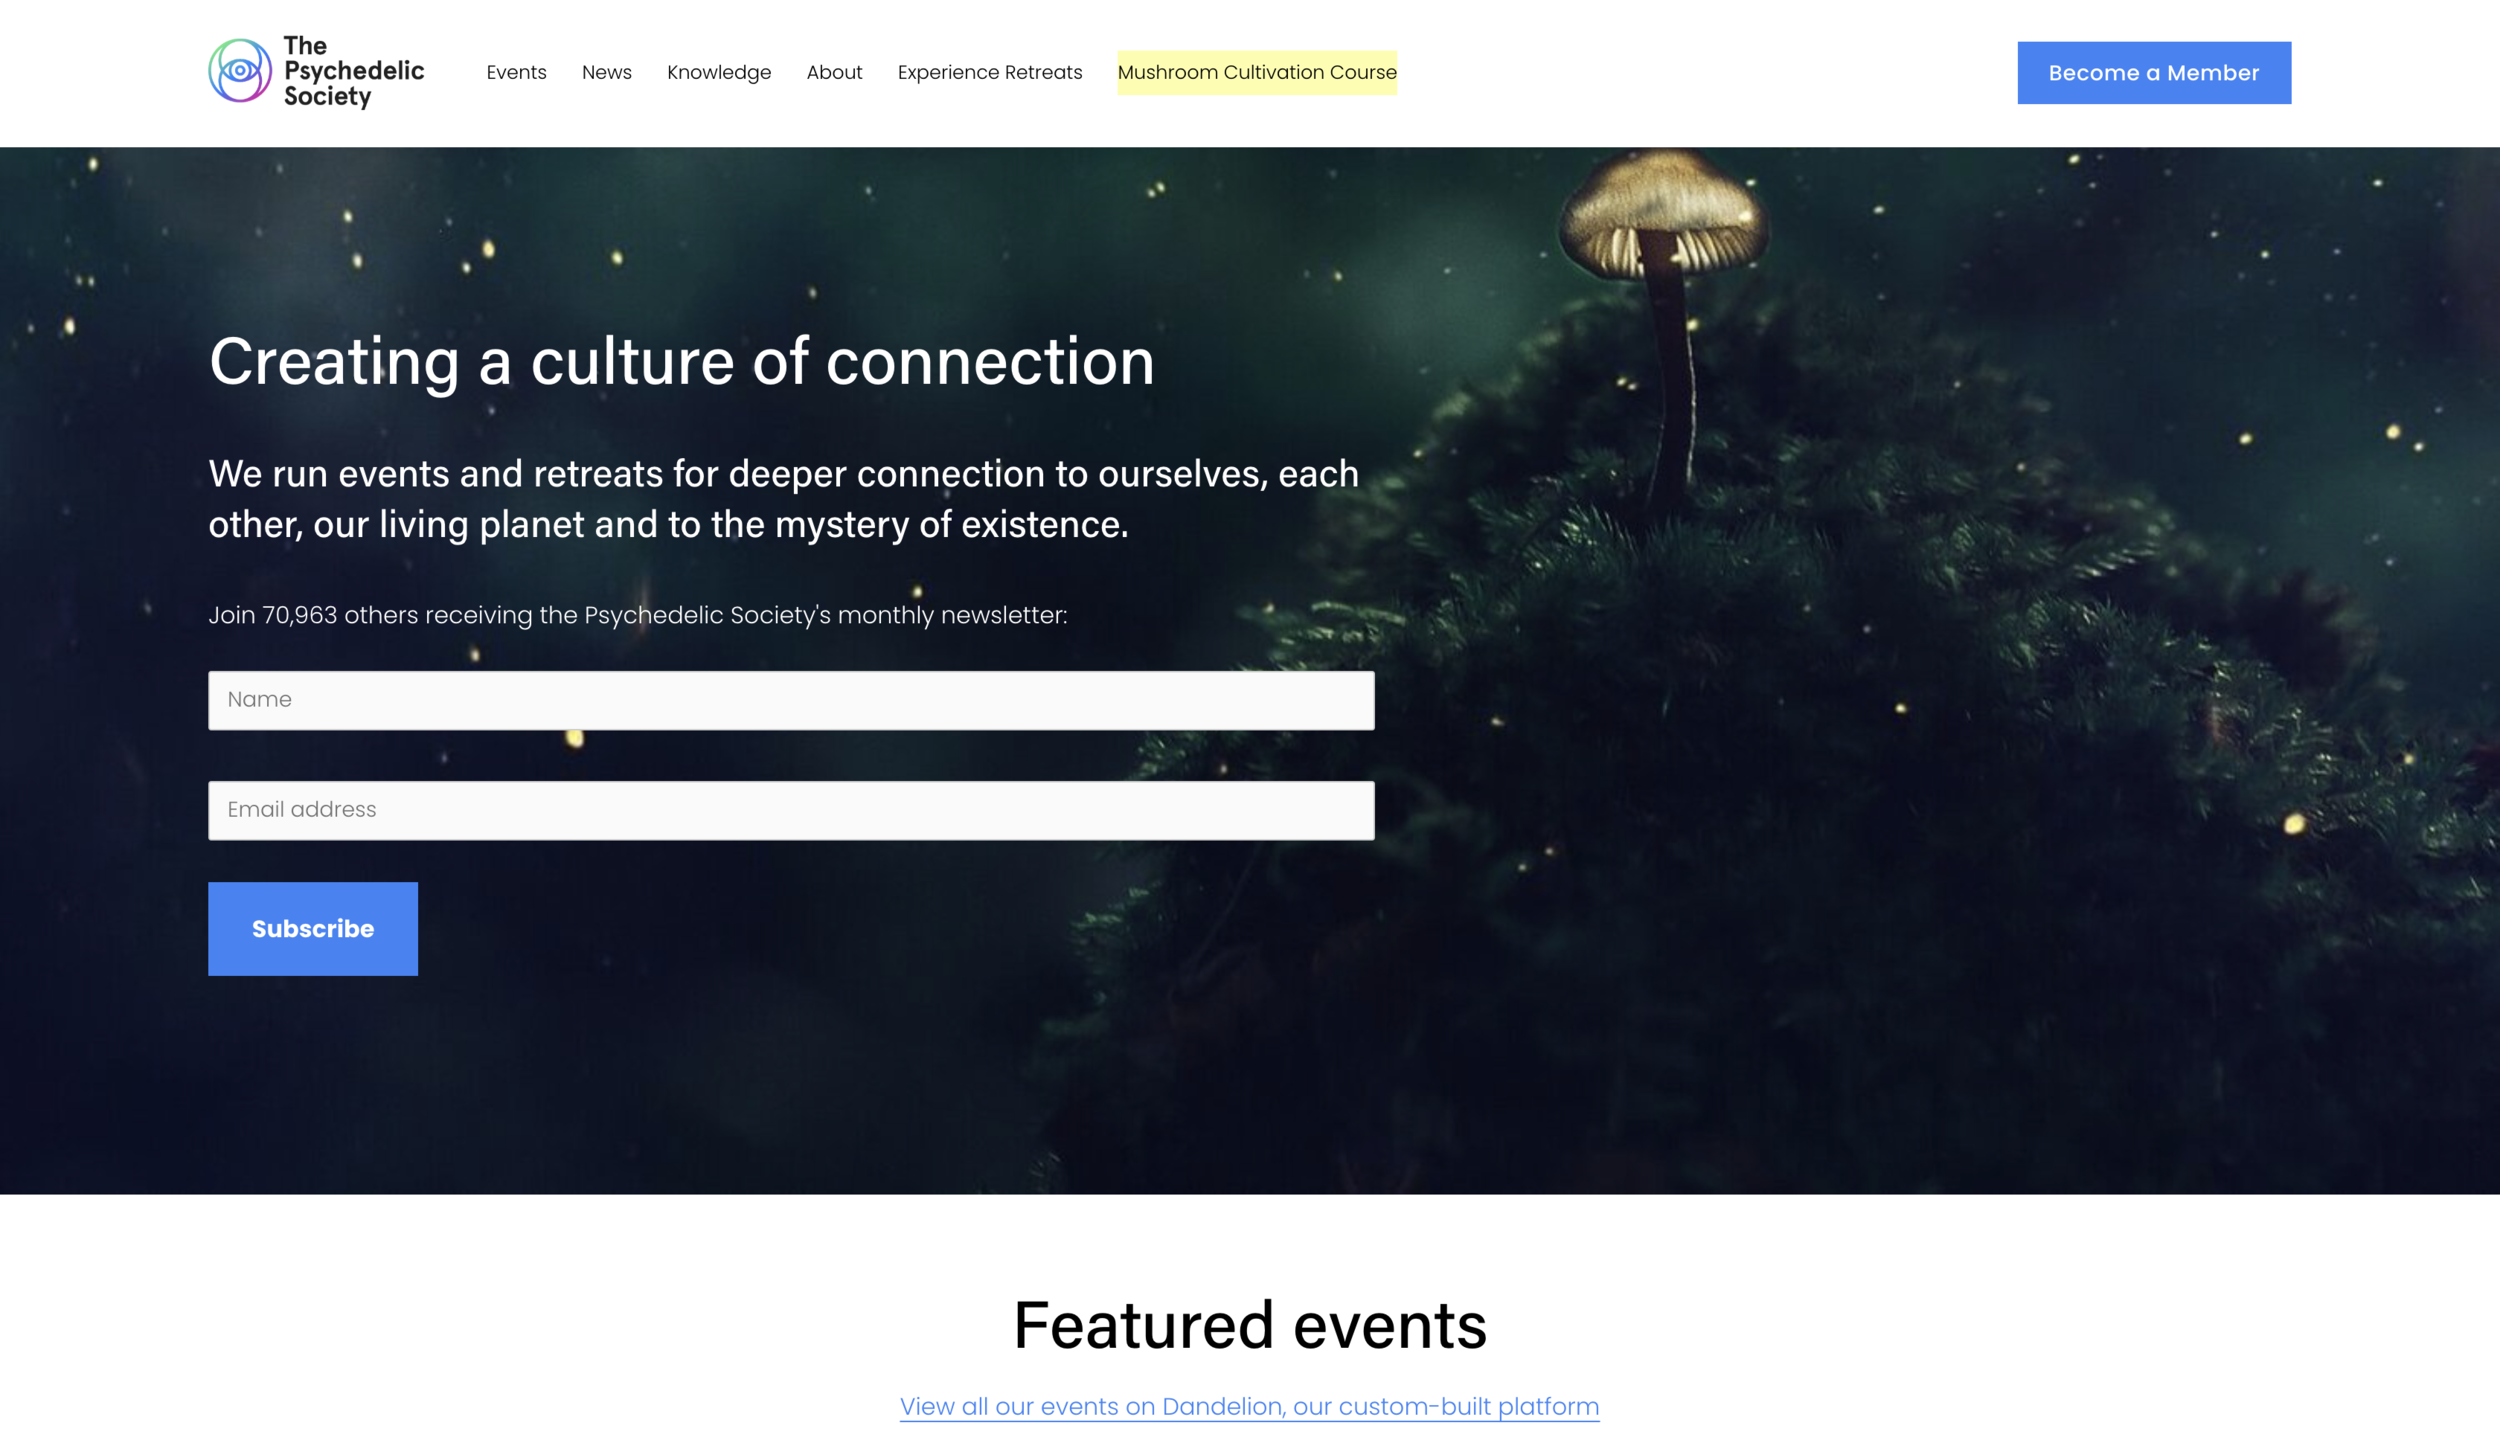 The
Psychedelic
Society
Events
News
Knowledge
About
Experience Retreats
Mushroom Cultivation Course
Become a Member
Creating a culture of connection
We run events and retreats for deeper connection to ourselves, each
other, our living planet and to the mystery of existence.
Join 70,963 others receiving the Psychedelic Society's monthly newsletter:
Name
Email address
Subscribe
Featured events
View all our events on Dandelion, our custom-built platform